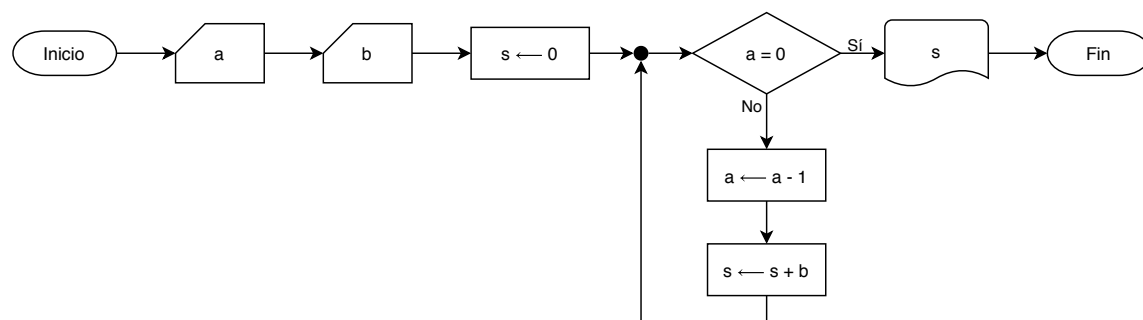 Inicio
a
b
s ⟵ 0
a = 0
Sí
s
Fin
No
a ⟵ a - 1
s ⟵ s + b